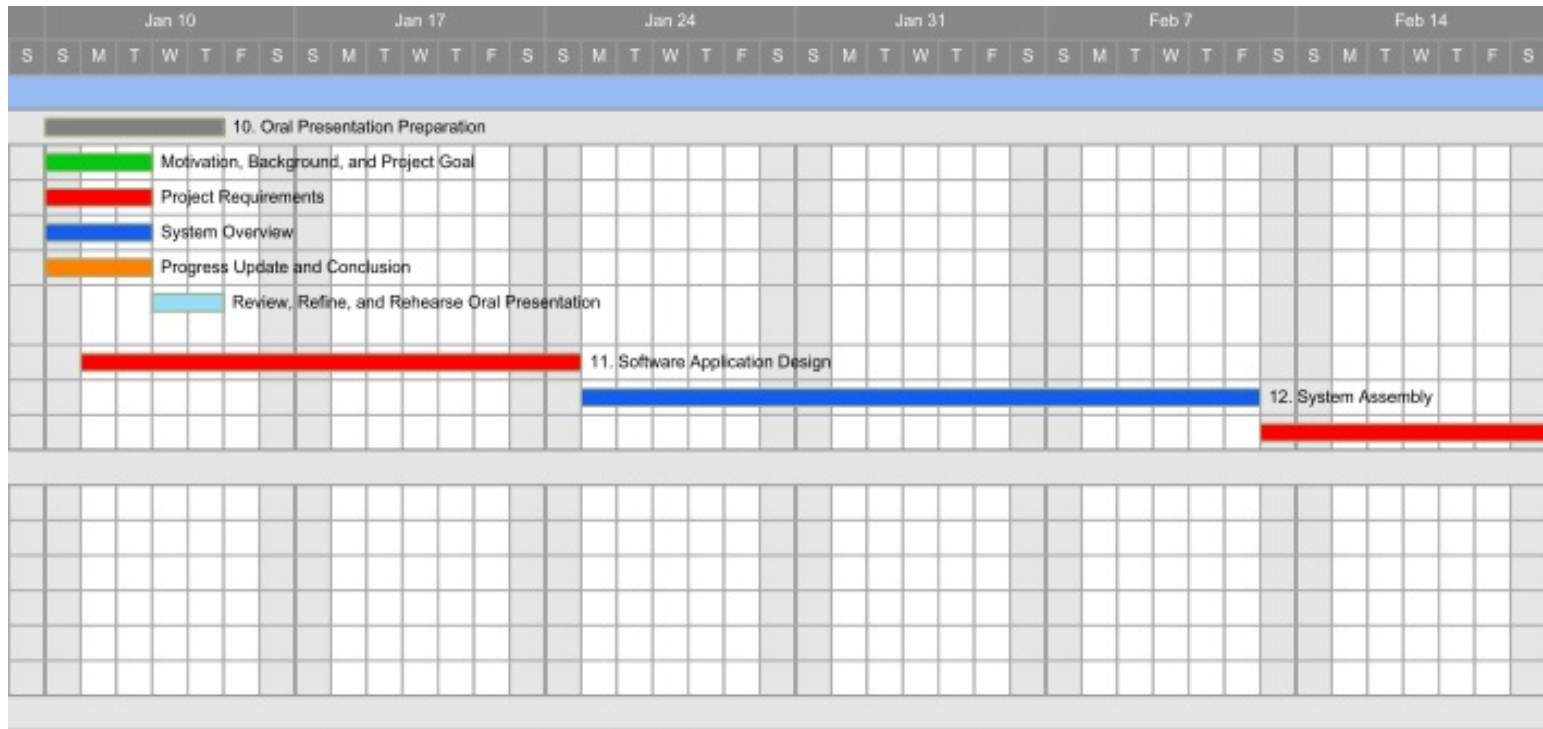 Jan 10 Jan 17 Jan 24 Jan 31 Feb 7 Feb 14
S S M T W T F S S M T W T F S S M T W T F S S M T W T F S S M T W T F S S M T W T F S
10. Oral Presentation Preparation
Motivation, Background, and Project Goal
Project Requirements
System Overview
Progress Update and Conclusion
Review, Refine, and Rehearse Oral Presentation
11. Software Application Design
12. System Assembly